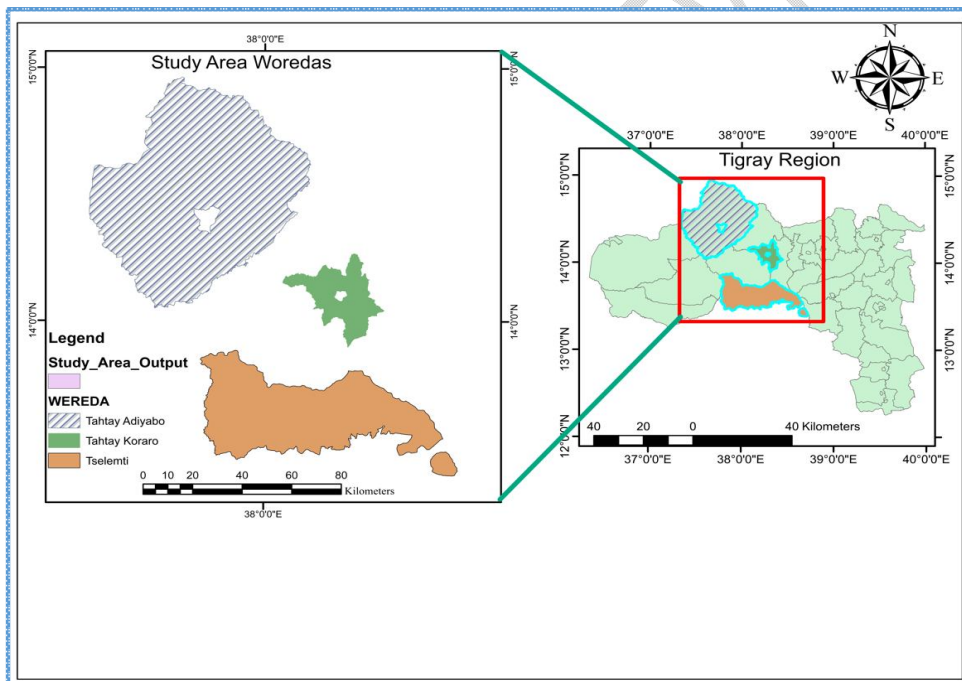 38°0'0"E
Study Area Woredas
15°0'0"N
15°0'0"N
14°0'0"N
14°0'0"N
Legend
Study_Area_Output
WEREDA
Tahtay Adiyabo
Tahtay Koraro
Tselemti
0 10 20 40 60 80
Kilometers
38°0'0"E
N
W E
S
37°0'0"E 38°0'0"E 39°0'0"E 40°0'0"E
Tigray Region
15°0'0"N
15°0'0"N
14°0'0"N
14°0'0"N
13°0'0"N
13°0'0"N
12°0'0"N
12°0'0"N
40 20 0 40 Kilometers
37°0'0"E 38°0'0"E 39°0'0"E 40°0'0"E